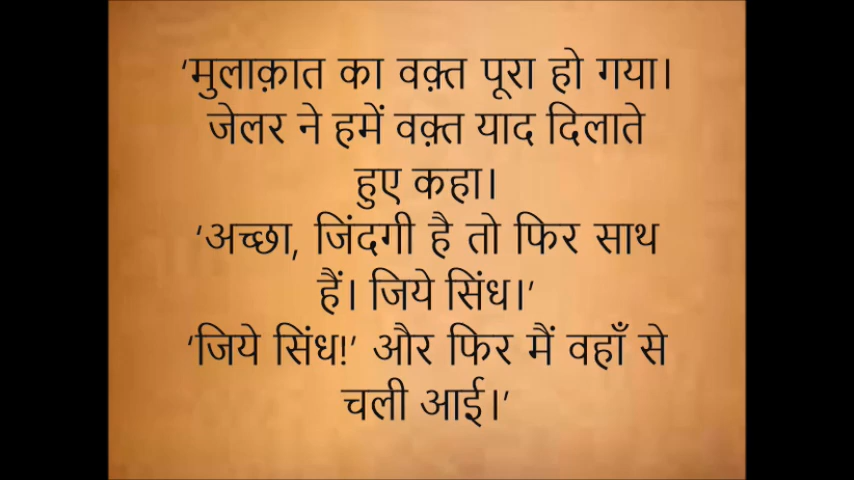 ‘मुलाक़ात का वक़्त पूरा हो गया।
जेलर ने हमें वक़्त याद दिलाते
हुए कहा।
‘अच्छा, जिंदगी है तो फिर साथ
हैं। जिये सिंध।’
‘जिये सिंध!’ और फिर मैं वहाँ से
चली आई।’